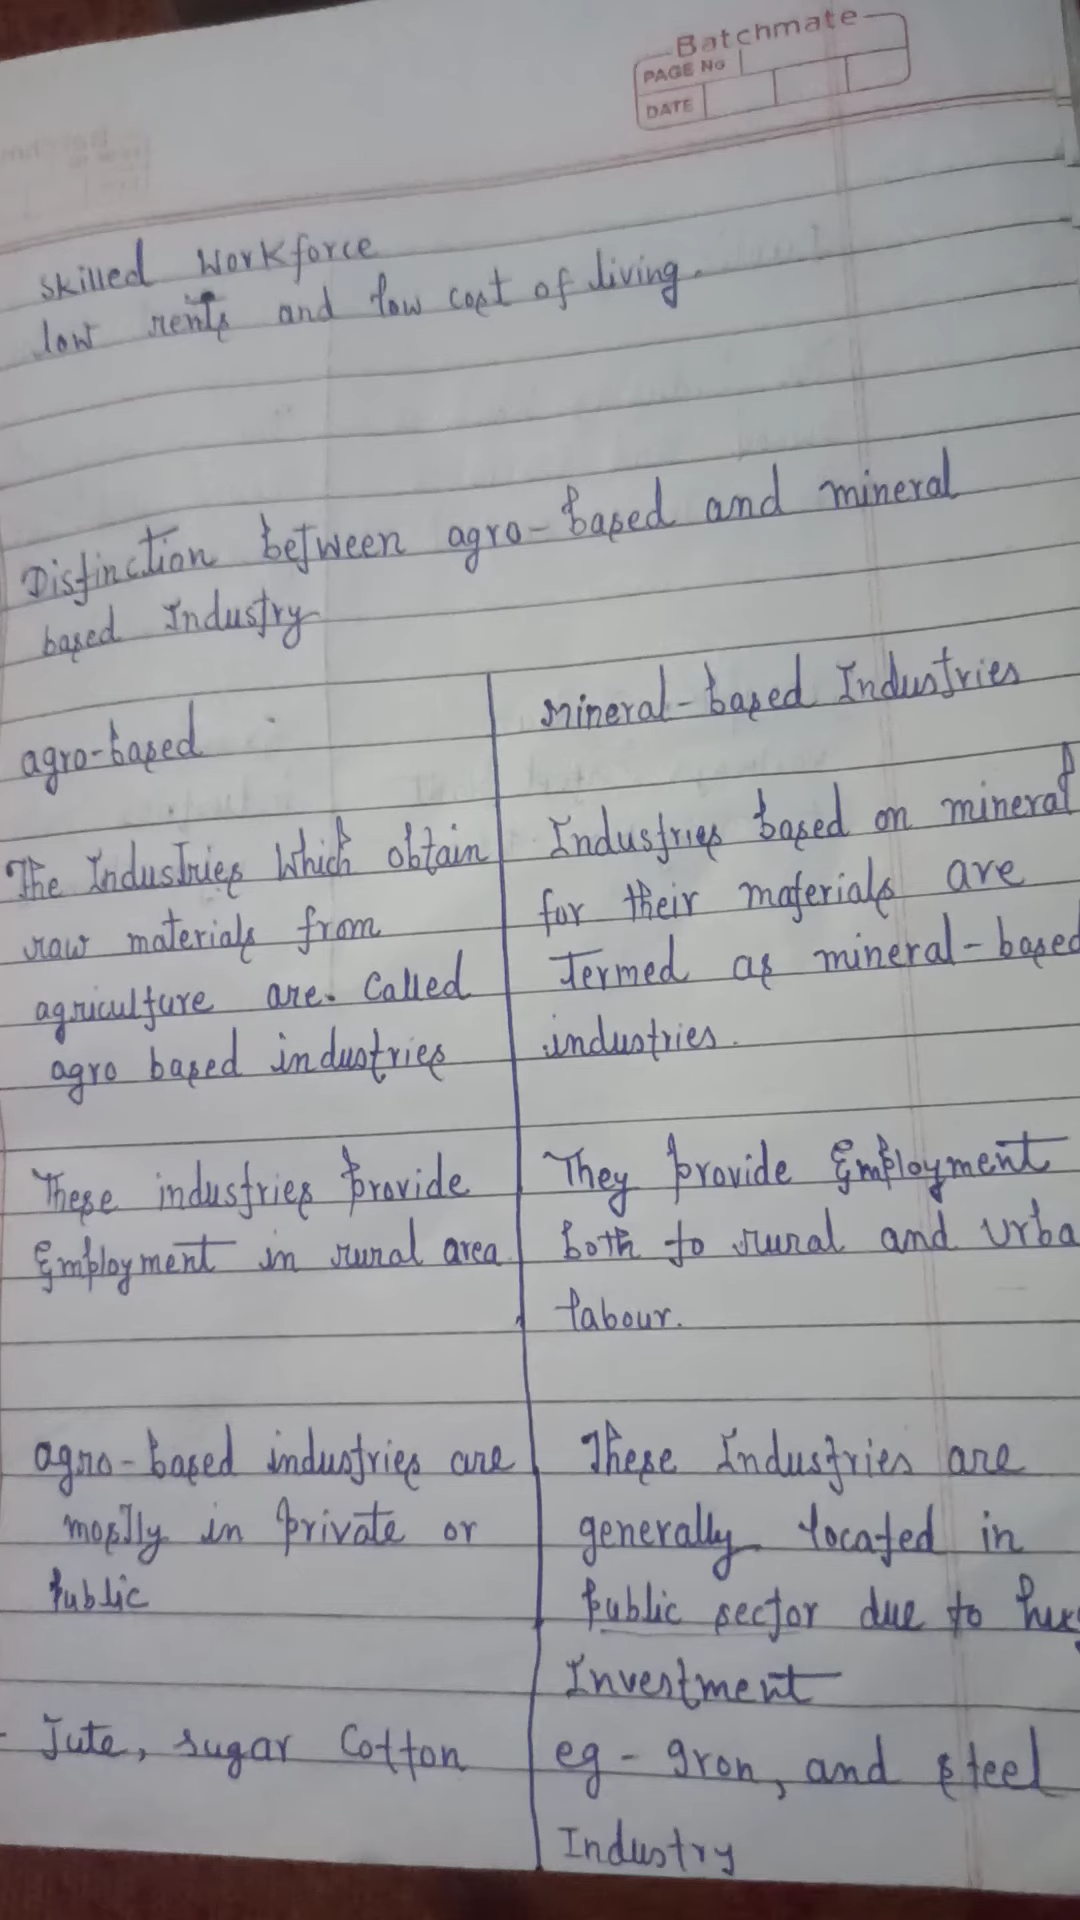 Batchmate
PAGE No
DATE
skilled workforce
low rents and low cost of living.
Distinction between agro-based and mineral
based Industry
agro-based
The Industries which obtain
raw materials from
agriculture are. Called
agro based industries
These industries provide
Employment in rural area
agro-based industries are
mostly in private or
public
- Jute, sugar Cotton
Mineral-based Industries
Industries based on mineral
for their materials are
Termed as mineral-based
industries.
They provide Employment
both to rural and Urba
labour.
These Industries are
generally located in
public sector due to
Investment
eg - Iron, and steel
Industry